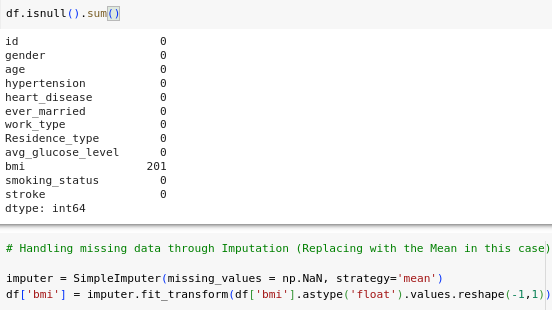 df.isnull().sum()
id 0
gender 0
age 0
hypertension 0
heart_disease 0
ever_married 0
work_type 0
Residence_type 0
avg_glucose_level 0
bmi 201
smoking_status 0
stroke 0
dtype: int64
# Handling missing data through Imputation (Replacing with the Mean in this case)
imputer = SimpleImputer(missing_values = np.NaN, strategy='mean')
df['bmi'] = imputer.fit_transform(df['bmi'].astype('float').values.reshape(-1,1))